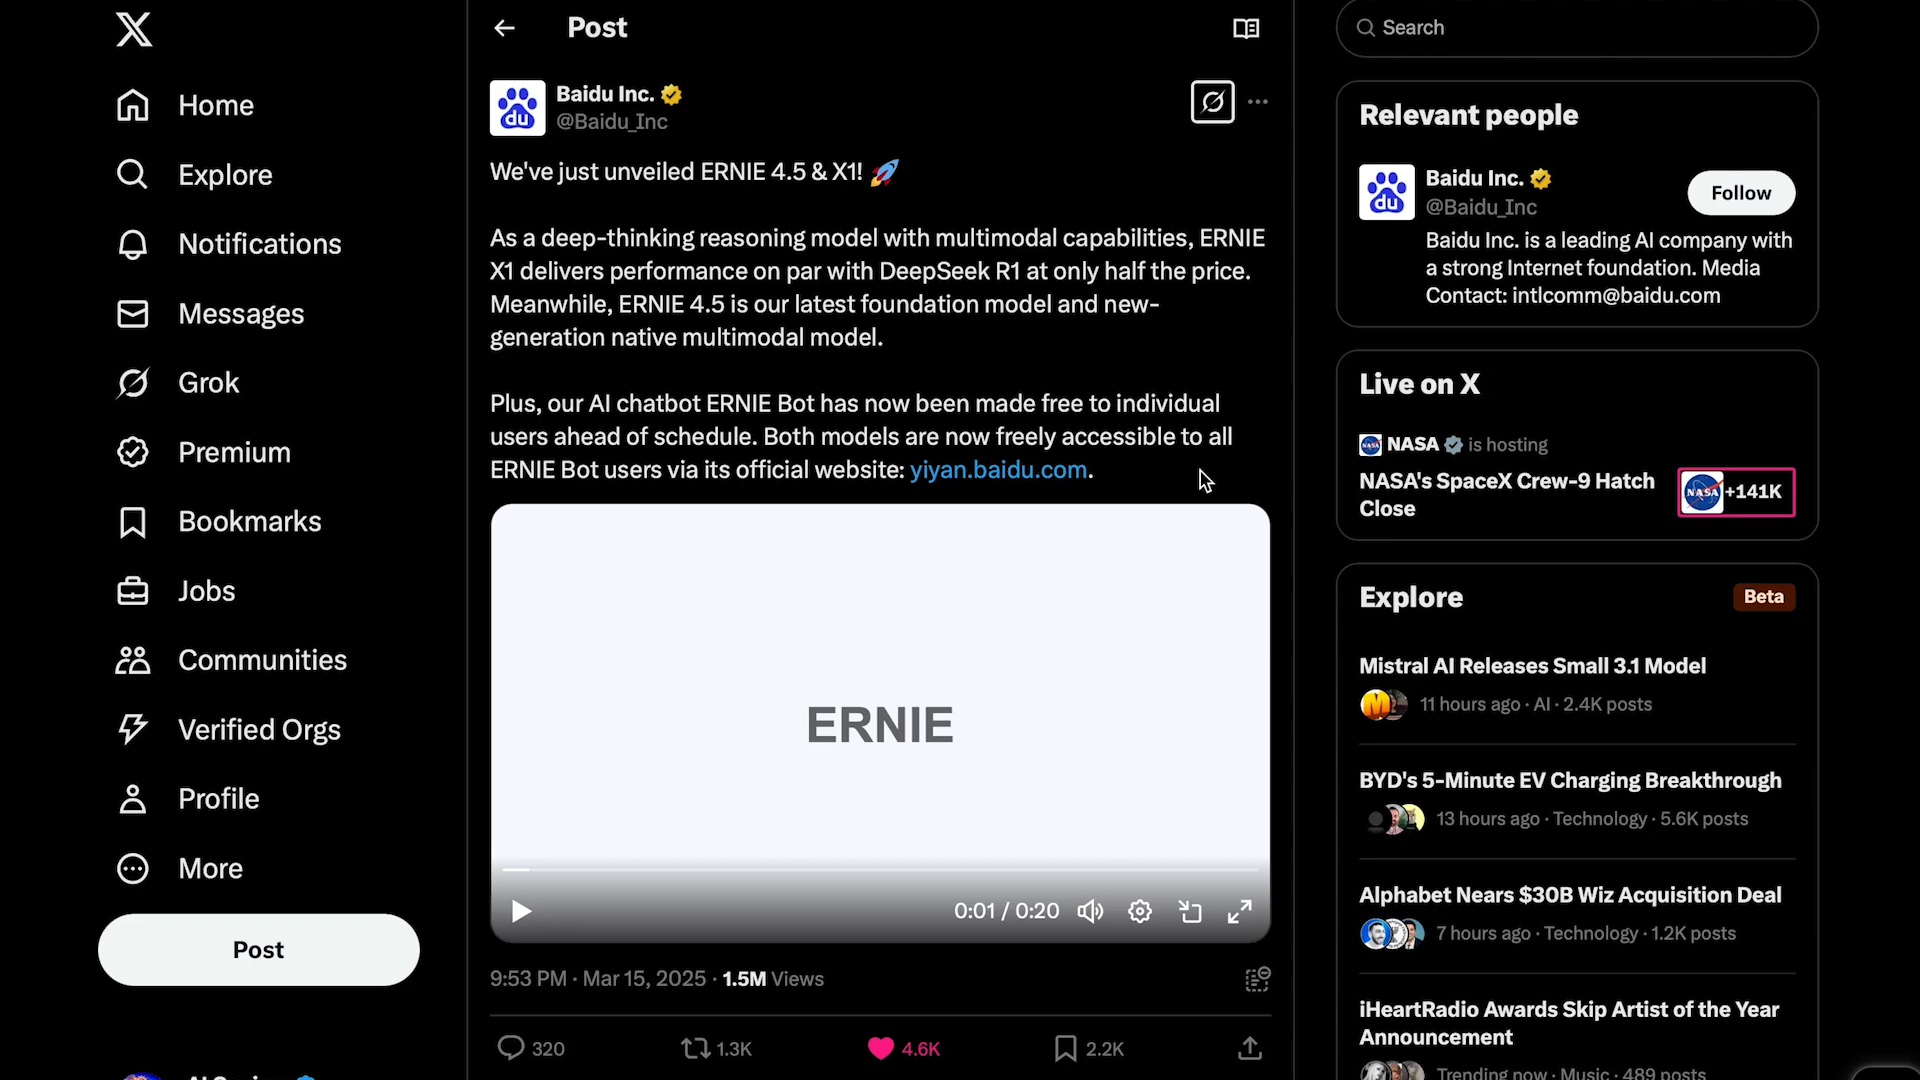 Home
Explore
Notifications
Messages
Grok
Premium
Bookmarks
Jobs
Communities
Verified Orgs
Profile
More
Post
Post
du
Baidu Inc.
@Baidu_Inc
We've just unveiled ERNIE 4.5 & X1! 🚀
As a deep-thinking reasoning model with multimodal capabilities, ERNIE
X1 delivers performance on par with DeepSeek R1 at only half the price.
Meanwhile, ERNIE 4.5 is our latest foundation model and new-
generation native multimodal model.
Plus, our AI chatbot ERNIE Bot has now been made free to individual
users ahead of schedule. Both models are now freely accessible to all
ERNIE Bot users via its official website: yiyan.baidu.com.
ERNIE
0:01 / 0:20
9:53 PM · Mar 15, 2025 · 1.5M Views
320
1.3K
4.6K
2.2K
Search
Relevant people
du
Baidu Inc.
@Baidu_Inc
Follow
Baidu Inc. is a leading AI company with
a strong Internet foundation. Media
Contact: intlcomm@baidu.com
Live on X
NASA is hosting
NASA's SpaceX Crew-9 Hatch
Close
NASA
+141K
Explore
Beta
Mistral AI Releases Small 3.1 Model
11 hours ago · AI · 2.4K posts
BYD's 5-Minute EV Charging Breakthrough
13 hours ago · Technology · 5.6K posts
Alphabet Nears $30B Wiz Acquisition Deal
7 hours ago · Technology · 1.2K posts
iHeartRadio Awards Skip Artist of the Year
Announcement
Trending now · Music · 489 posts